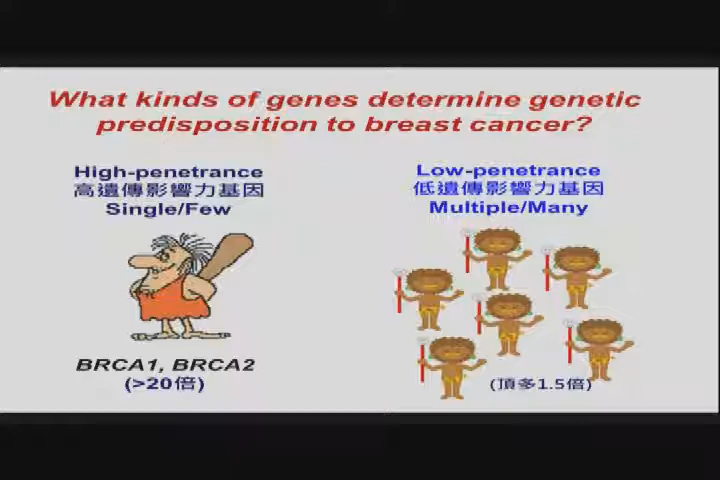 What kinds of genes determine genetic
predisposition to breast cancer?
High-penetrance
高遺傳影響力基因
Single/Few
BRCA1, BRCA2
(>20倍)
Low-penetrance
低遺傳影響力基因
Multiple/Many
(頂多1.5倍)